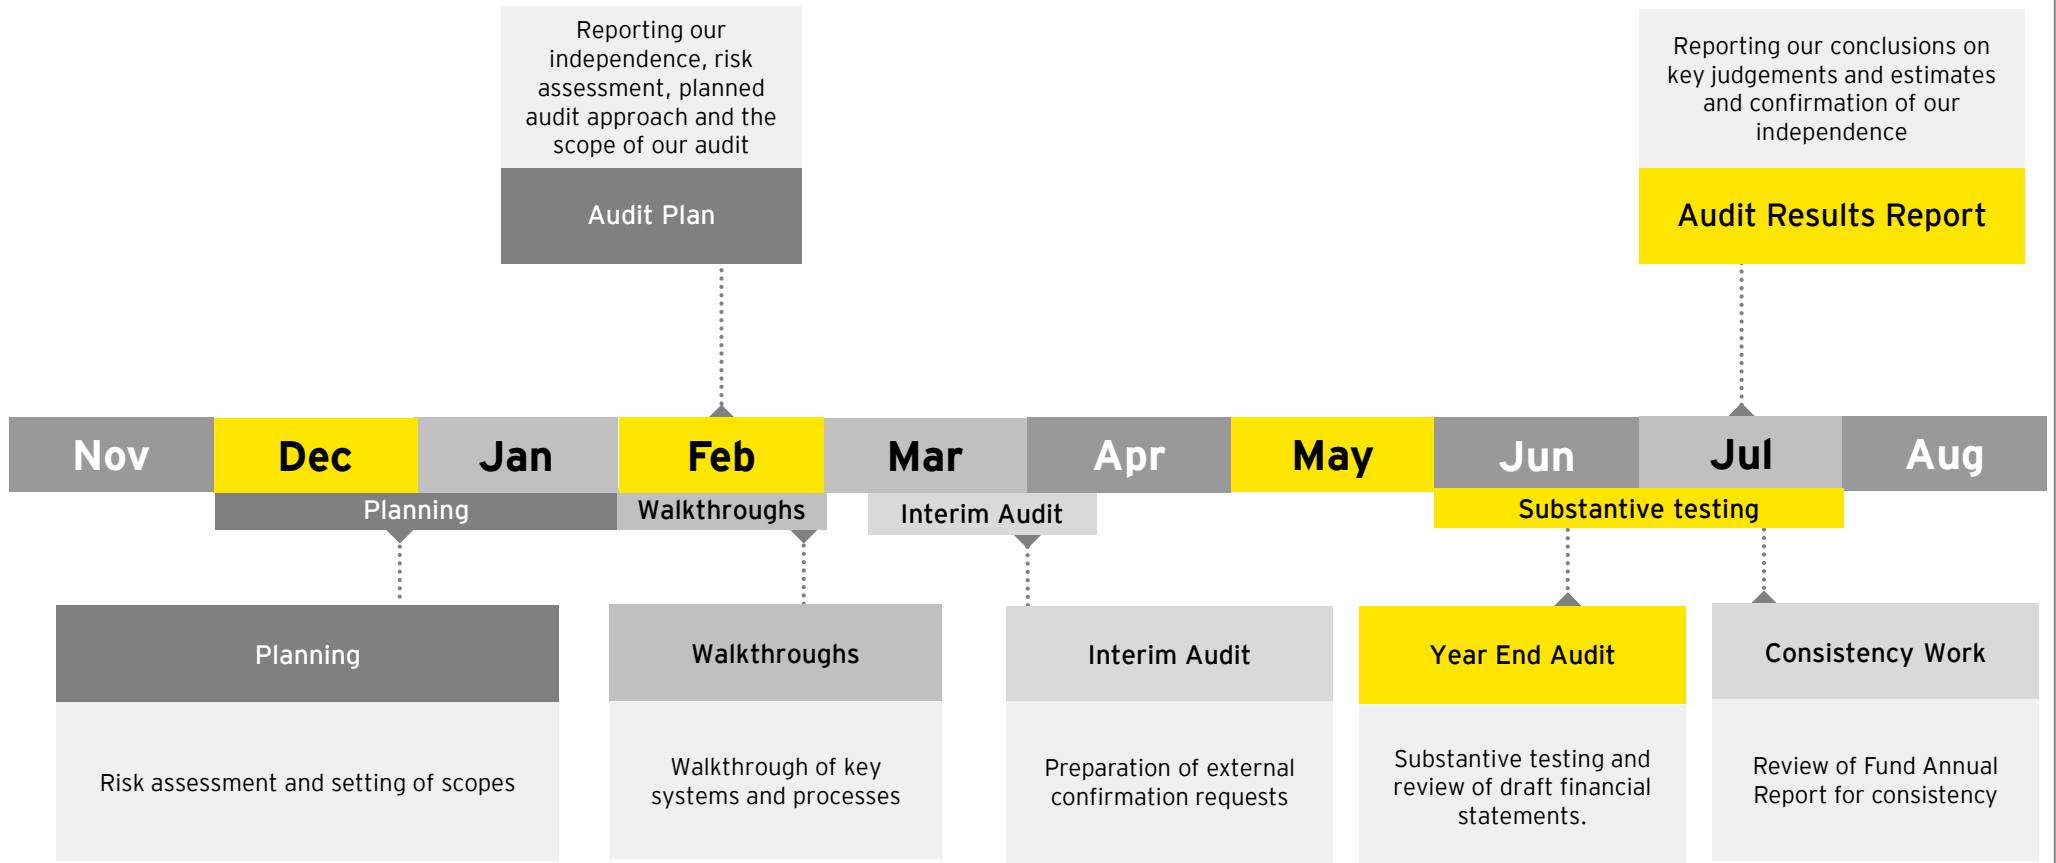 Reporting our
independence, risk
assessment, planned
audit approach and the
scope of our audit
Audit Plan
Reporting our conclusions on
key judgements and estimates
and confirmation of our
independence
Audit Results Report
Nov
Dec
Jan
Feb
Mar
Apr
May
Jun
Jul
Aug
Planning
Walkthroughs
Interim Audit
Substantive testing
Planning
Risk assessment and setting of scopes
Walkthroughs
Walkthrough of key
systems and processes
Interim Audit
Preparation of external
confirmation requests
Year End Audit
Substantive testing and
review of draft financial
statements.
Consistency Work
Review of Fund Annual
Report for consistency